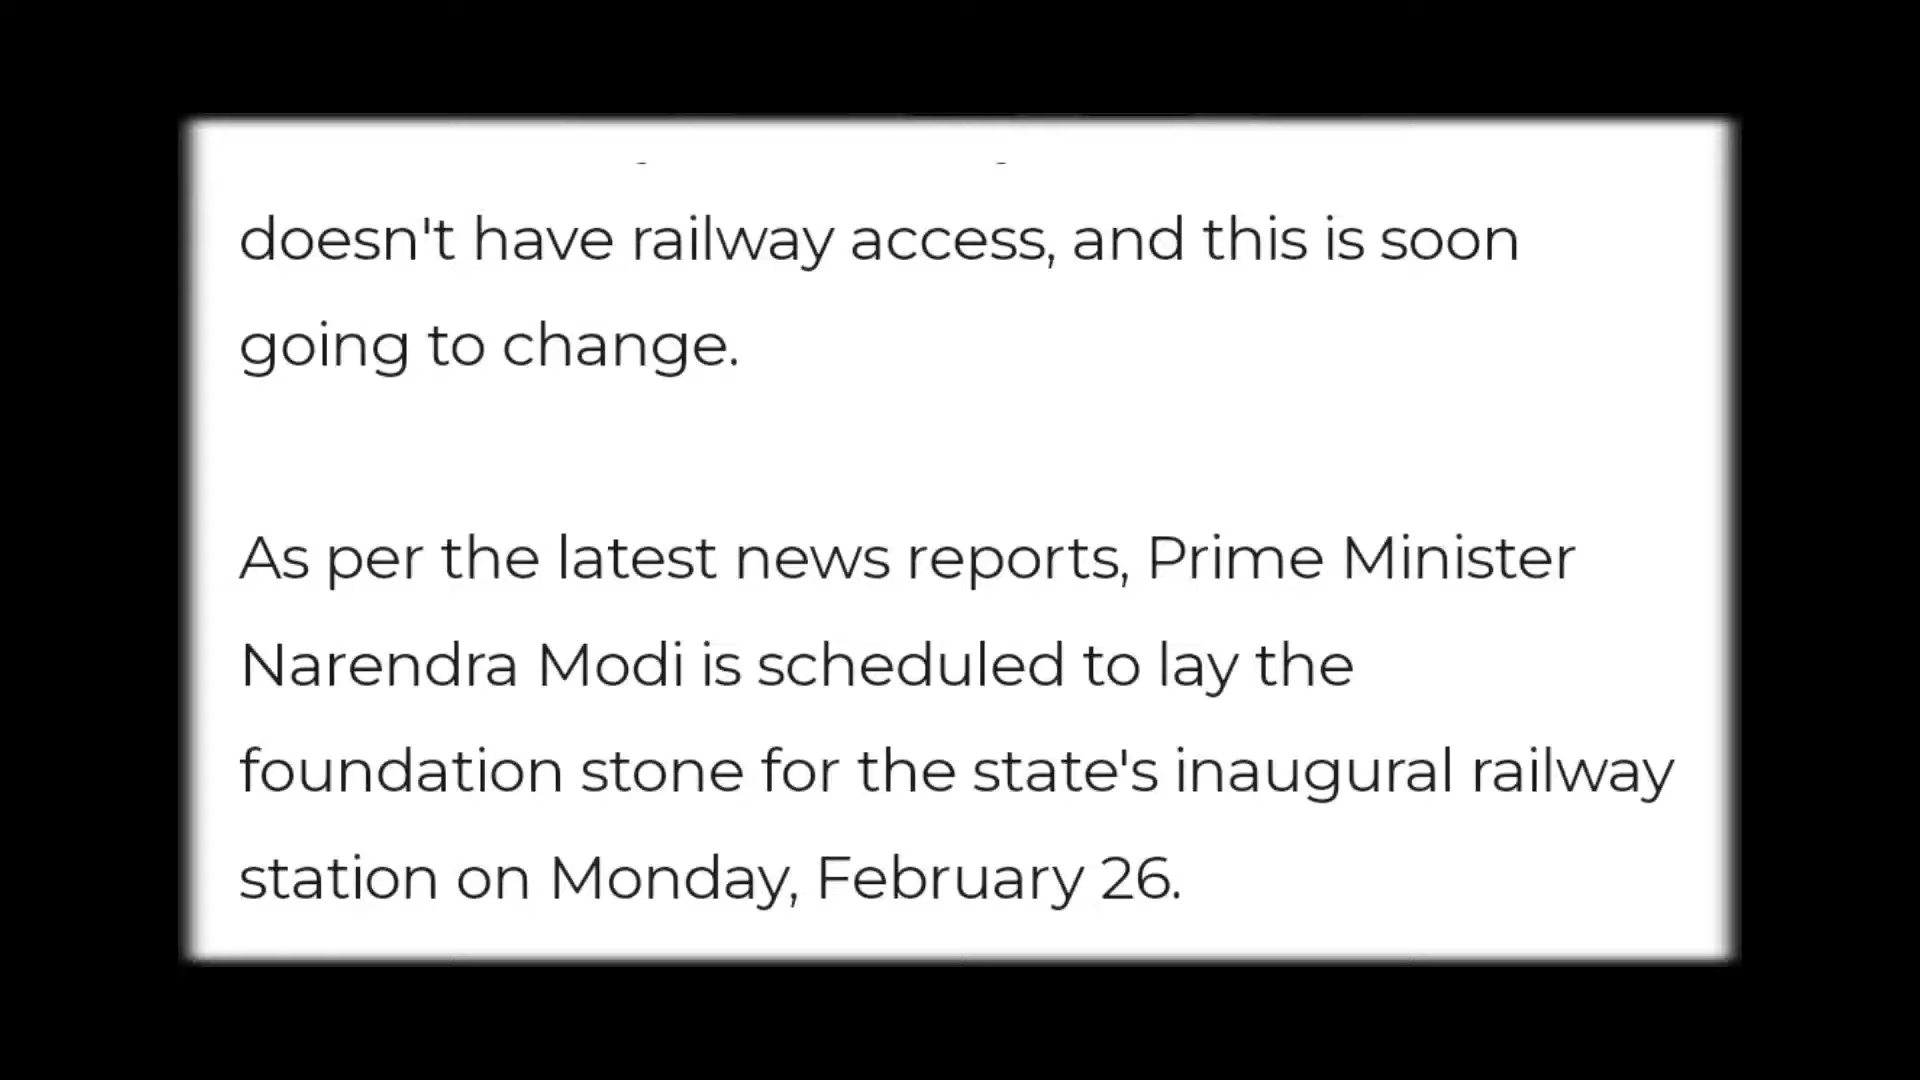 doesn't have railway access, and this is soon
going to change.
As per the latest news reports, Prime Minister
Narendra Modi is scheduled to lay the
foundation stone for the state's inaugural railway
station on Monday, February 26.